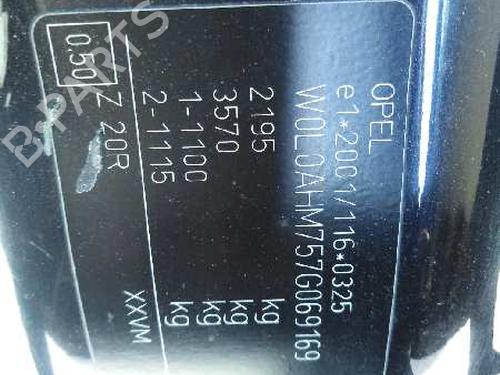 OPEL
e1*2001/116*0325
W0L0AHM757G069169
2195 kg
3570 kg
1-1100 kg
2-1115 kg
Z 20R XXVM
0.50
B-PARTS